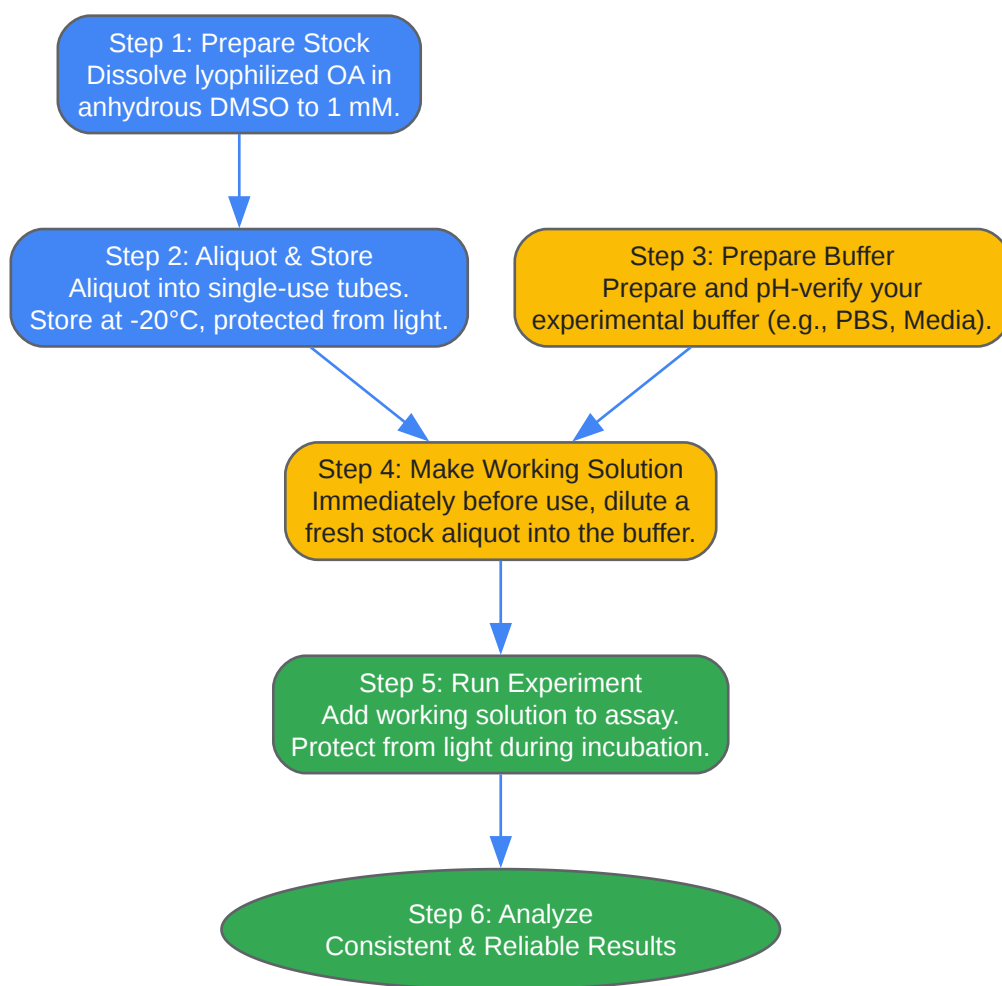 Step 1: Prepare Stock
Dissolve lyophilized OA in
anhydrous DMSO to 1 mM.
Step 2: Aliquot & Store
Aliquot into single-use tubes.
Store at -20°C, protected from light.
Step 3: Prepare Buffer
Prepare and pH-verify your
experimental buffer (e.g., PBS, Media).
Step 4: Make Working Solution
Immediately before use, dilute a
fresh stock aliquot into the buffer.
Step 5: Run Experiment
Add working solution to assay.
Protect from light during incubation.
Step 6: Analyze
Consistent & Reliable Results